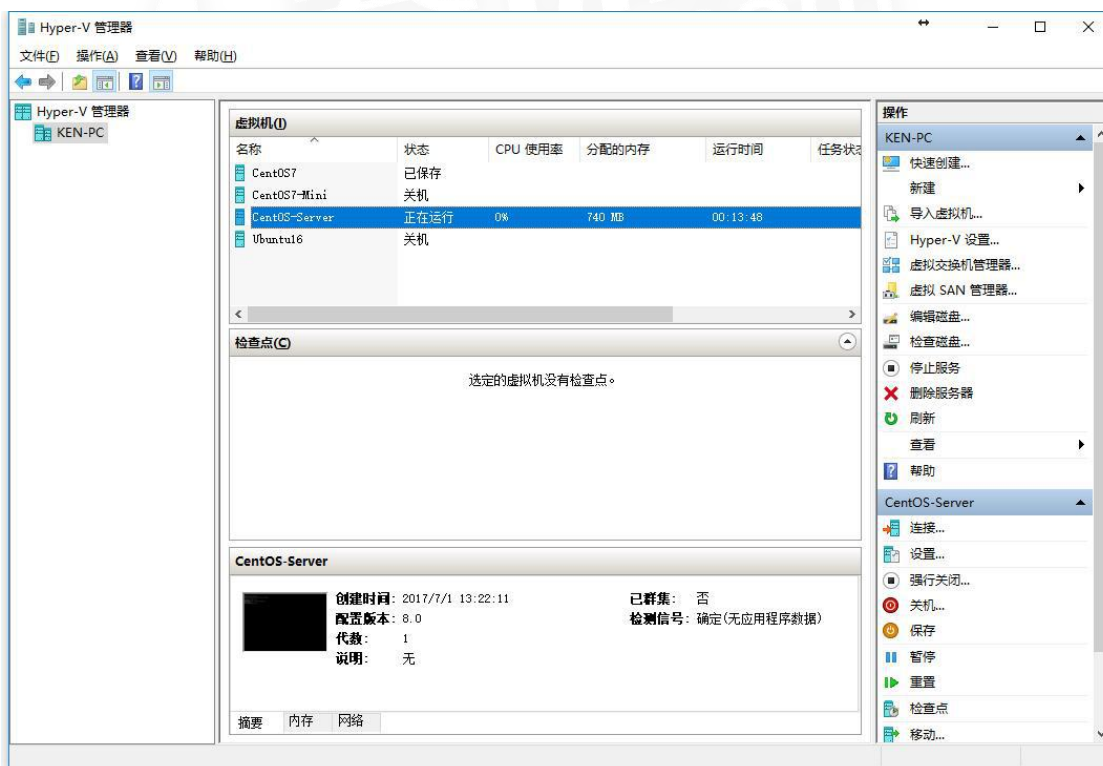 Hyper-V 管理器
文件(F) 操作(A) 查看(V) 帮助(H)
Hyper-V 管理器
KEN-PC
虚拟机(I)
名称 状态 CPU 使用率 分配的内存 运行时间 任务状态
CentOS7 已保存
CentOS7-Mini 关机
CentOS-Server 正在运行 0% 740 MB 00:13:48
Ubuntu16 关机
检查点(C)
选定的虚拟机没有检查点。
CentOS-Server
创建时间: 2017/7/1 13:22:11 已群集: 否
配置版本: 8.0 检测信号: 确定(无应用程序数据)
代数: 1
说明: 无
摘要 内存 网络
操作
KEN-PC
快速创建...
新建
导入虚拟机...
Hyper-V 设置...
虚拟交换机管理器...
虚拟 SAN 管理器...
编辑磁盘...
检查磁盘...
停止服务
删除服务器
刷新
查看
帮助
CentOS-Server
连接...
设置...
强行关闭...
关机...
保存
暂停
重置
检查点
移动...